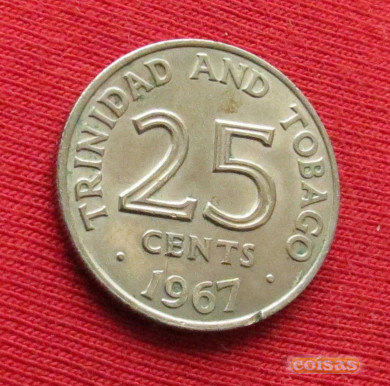 TRINIDAD AND TOBAGO
25
CENTS
· 1967 ·
coisas